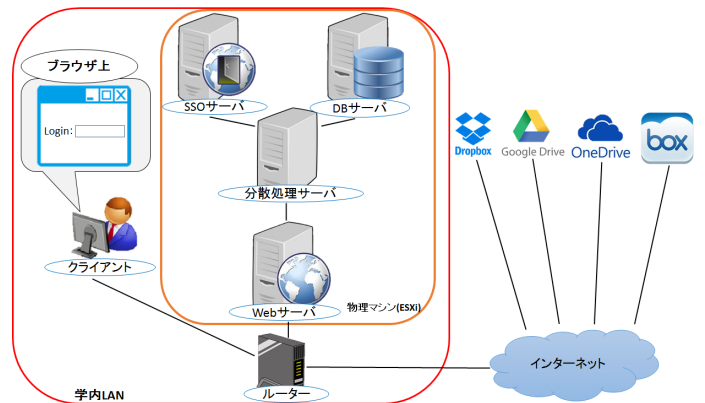 ブラウザ上
Login:
SSOサーバ
DBサーバ
分散処理サーバ
クライアント
Webサーバ
物理マシン(ESXi)
ルーター
学内LAN
Dropbox
Google Drive
OneDrive
box
インターネット